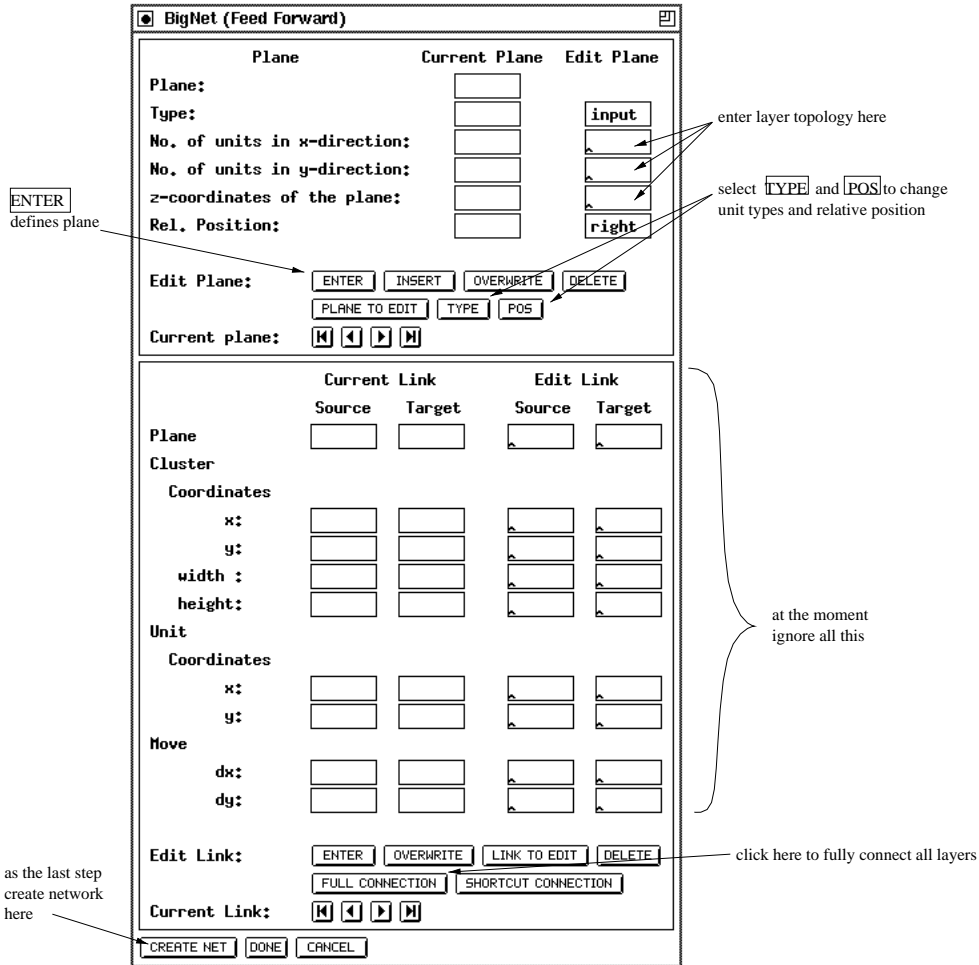 BigNet (Feed Forward)
Plane Current Plane Edit Plane
Plane:
Type: input
No. of units in x-direction:
No. of units in y-direction:
z-coordinates of the plane:
Rel. Position: right
Edit Plane: ENTER INSERT OVERWRITE DELETE
PLANE TO EDIT TYPE POS
Current plane:
enter layer topology here
select TYPE and POS to change
unit types and relative position
ENTER
defines plane
Current Link Edit Link
Source Target Source Target
Plane
Cluster
Coordinates
x:
y:
width :
height:
Unit
Coordinates
x:
y:
Move
dx:
dy:
at the moment
ignore all this
Edit Link: ENTER OVERWRITE LINK TO EDIT DELETE
FULL CONNECTION SHORTCUT CONNECTION
Current Link:
click here to fully connect all layers
as the last step
create network
here
CREATE NET DONE CANCEL